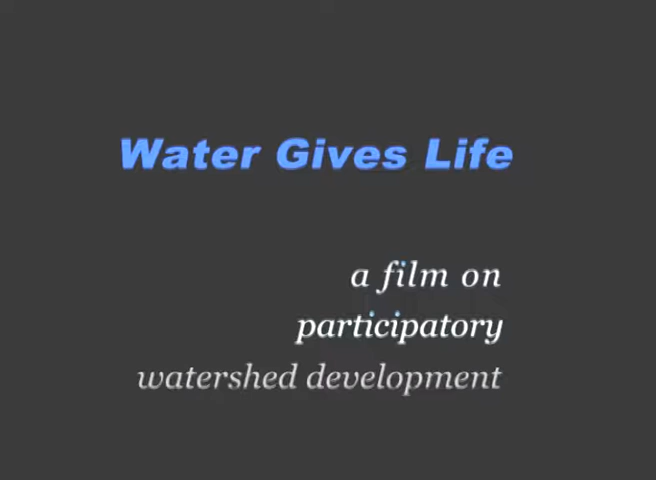 Water Gives Life
a film on
participatory
watershed development